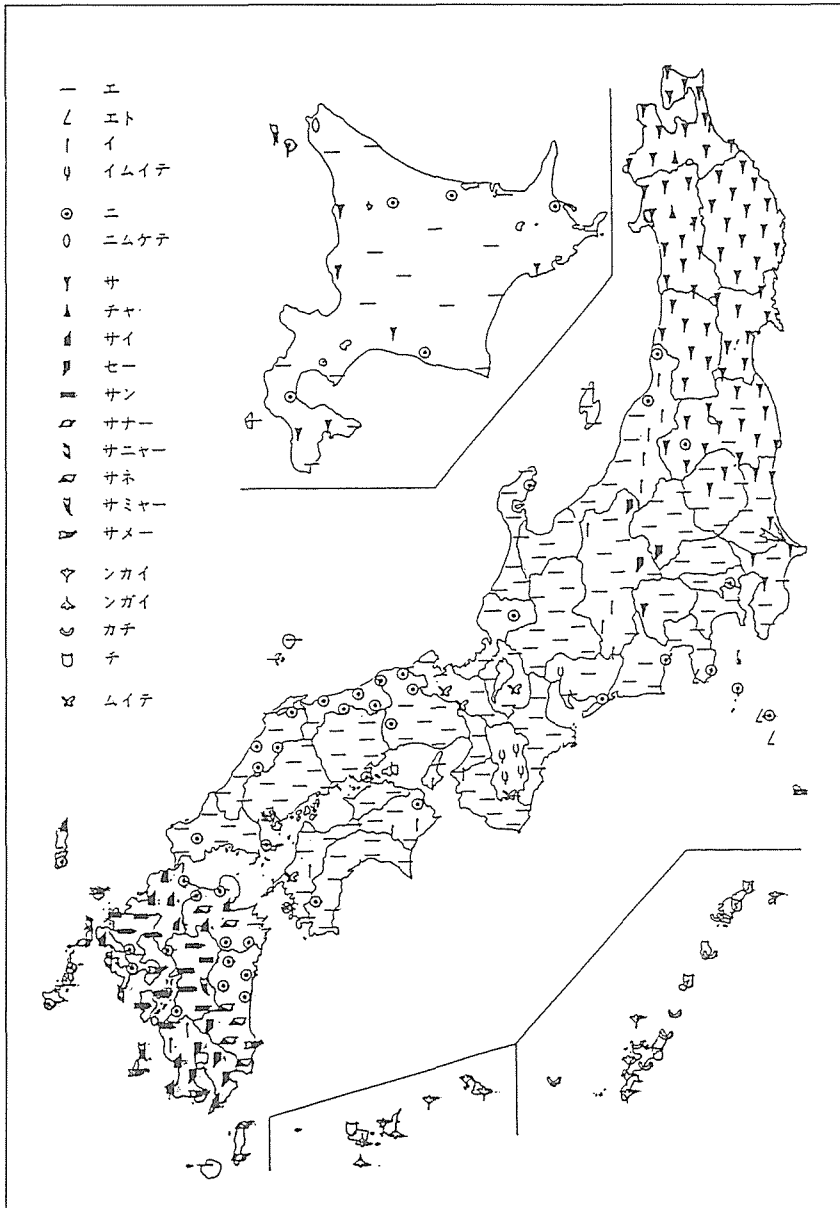 エ
エト
イ
イムイテ
ニ
ニムケテ
サ
チャ
サイ
セー
サン
サナー
サニャー
サネ
サミャー
サメー
ンカイ
ンガイ
カチ
チ
ムイテ